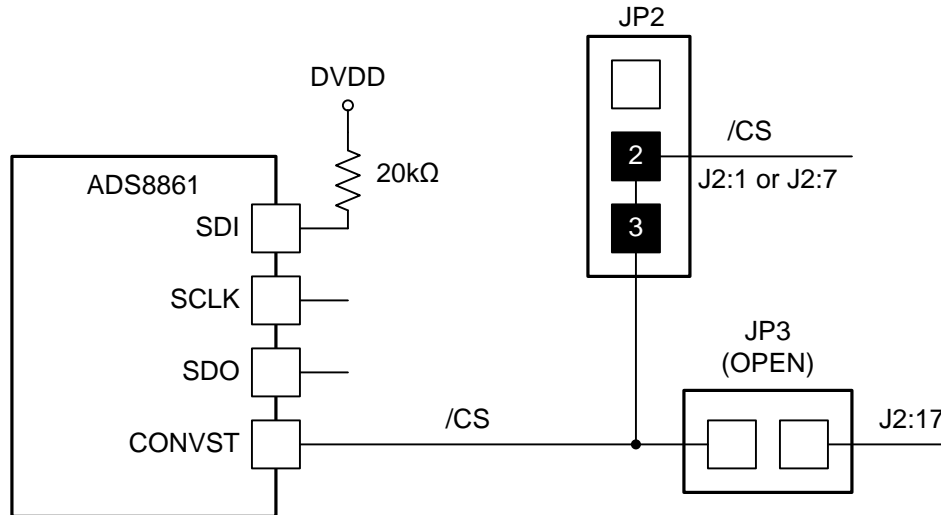 JP2
DVDD
/CS
2
20kΩ
J2:1 or J2:7
ADS8861
SDI
3
SCLK
JP3
(OPEN)
SDO
/CS
J2:17
CONVST